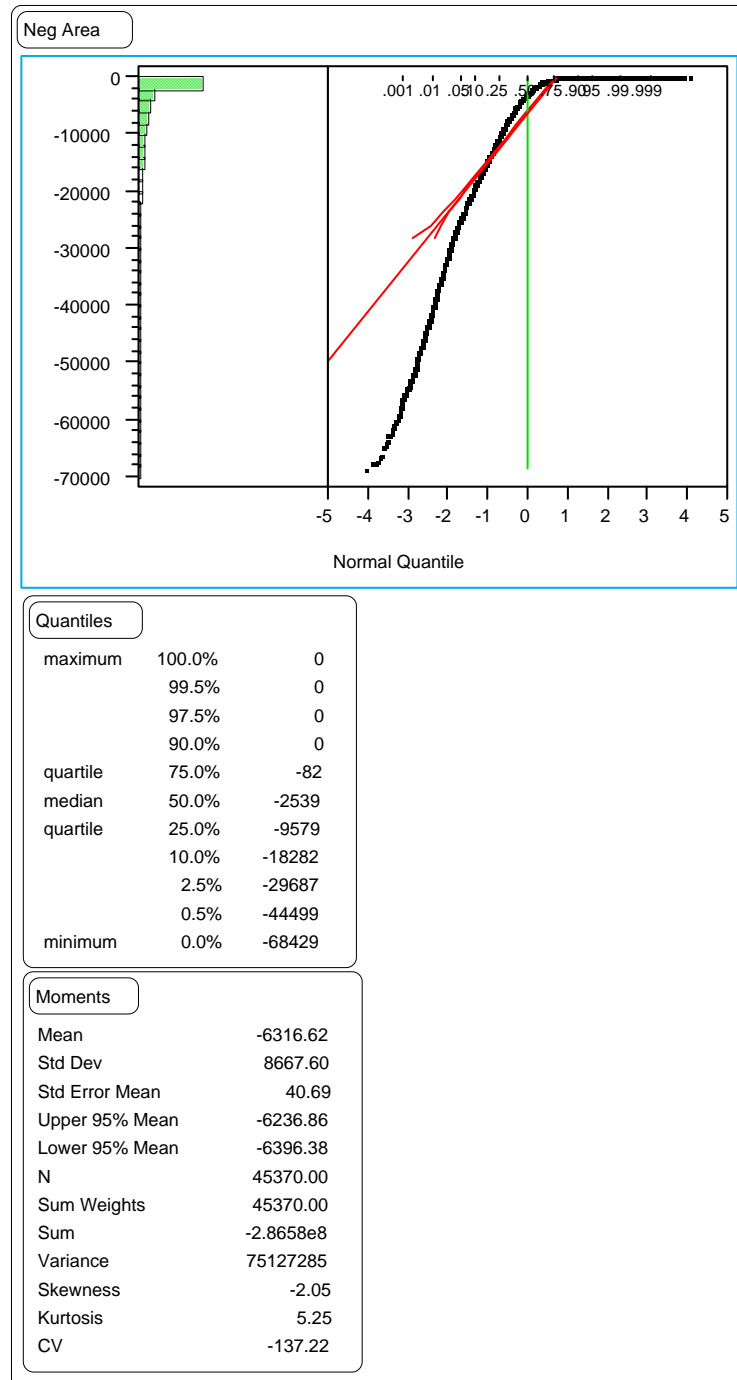 Neg Area
0
-10000
-20000
-30000
-40000
-50000
-60000
-70000
.001 .01 .05 .10 .25 .50 .75 .90 .95 .99 .999
-5 -4 -3 -2 -1 0 1 2 3 4 5
Normal Quantile
Quantiles
maximum 100.0% 0
99.5% 0
97.5% 0
90.0% 0
quartile 75.0% -82
median 50.0% -2539
quartile 25.0% -9579
10.0% -18282
2.5% -29687
0.5% -44499
minimum 0.0% -68429
Moments
Mean -6316.62
Std Dev 8667.60
Std Error Mean 40.69
Upper 95% Mean -6236.86
Lower 95% Mean -6396.38
N 45370.00
Sum Weights 45370.00
Sum -2.8658e8
Variance 75127285
Skewness -2.05
Kurtosis 5.25
CV -137.22